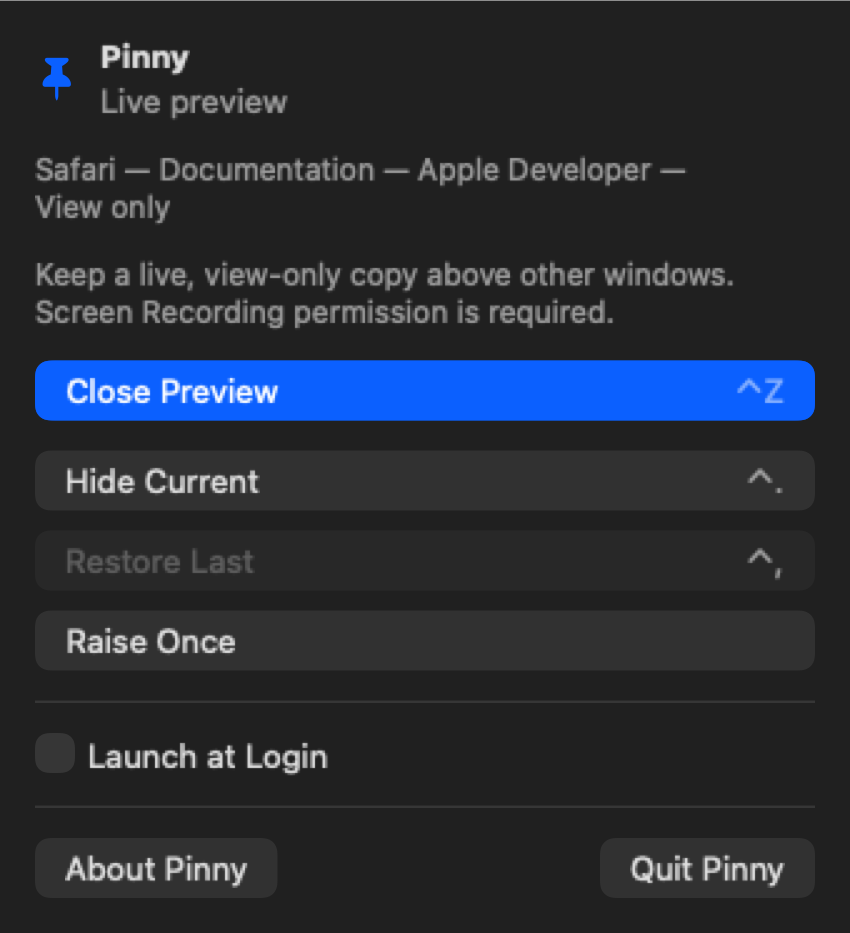 Pinny
Live preview
Safari — Documentation — Apple Developer —
View only
Keep a live, view-only copy above other windows.
Screen Recording permission is required.
Close Preview ^Z
Hide Current ^.
Restore Last ^,
Raise Once
Launch at Login
About Pinny Quit Pinny